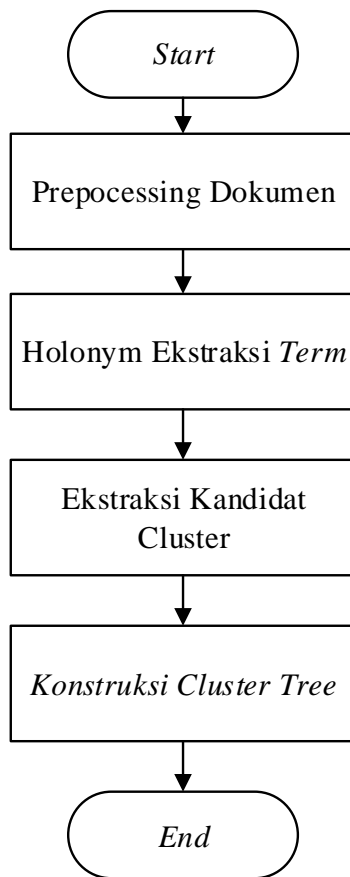 Start
Prepocessing Dokumen
Holonym Ekstraksi Term
Ekstraksi Kandidat
Cluster
Konstruksi Cluster Tree
End